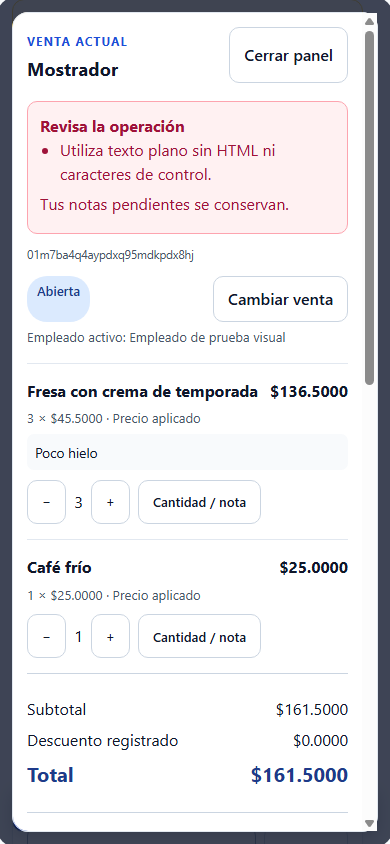 VENTA ACTUAL
Mostrador
Cerrar panel
Revisa la operación
• Utiliza texto plano sin HTML ni
caracteres de control.
Tus notas pendientes se conservan.
01m7ba4q4aypdxq95mdkpdx8hj
Abierta
Cambiar venta
Empleado activo: Empleado de prueba visual
Fresa con crema de temporada $136.5000
3 × $45.5000 · Precio aplicado
Poco hielo
− 3 + Cantidad / nota
Café frío $25.0000
1 × $25.0000 · Precio aplicado
− 1 + Cantidad / nota
Subtotal $161.5000
Descuento registrado $0.0000
Total $161.5000